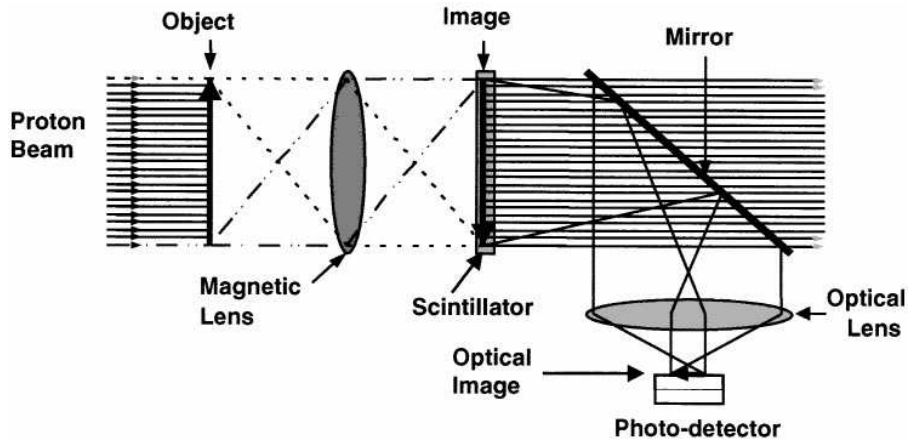 Object
Image
Mirror
Proton
Beam
Magnetic
Lens
Scintillator
Optical
Lens
Optical
Image
Photo-detector